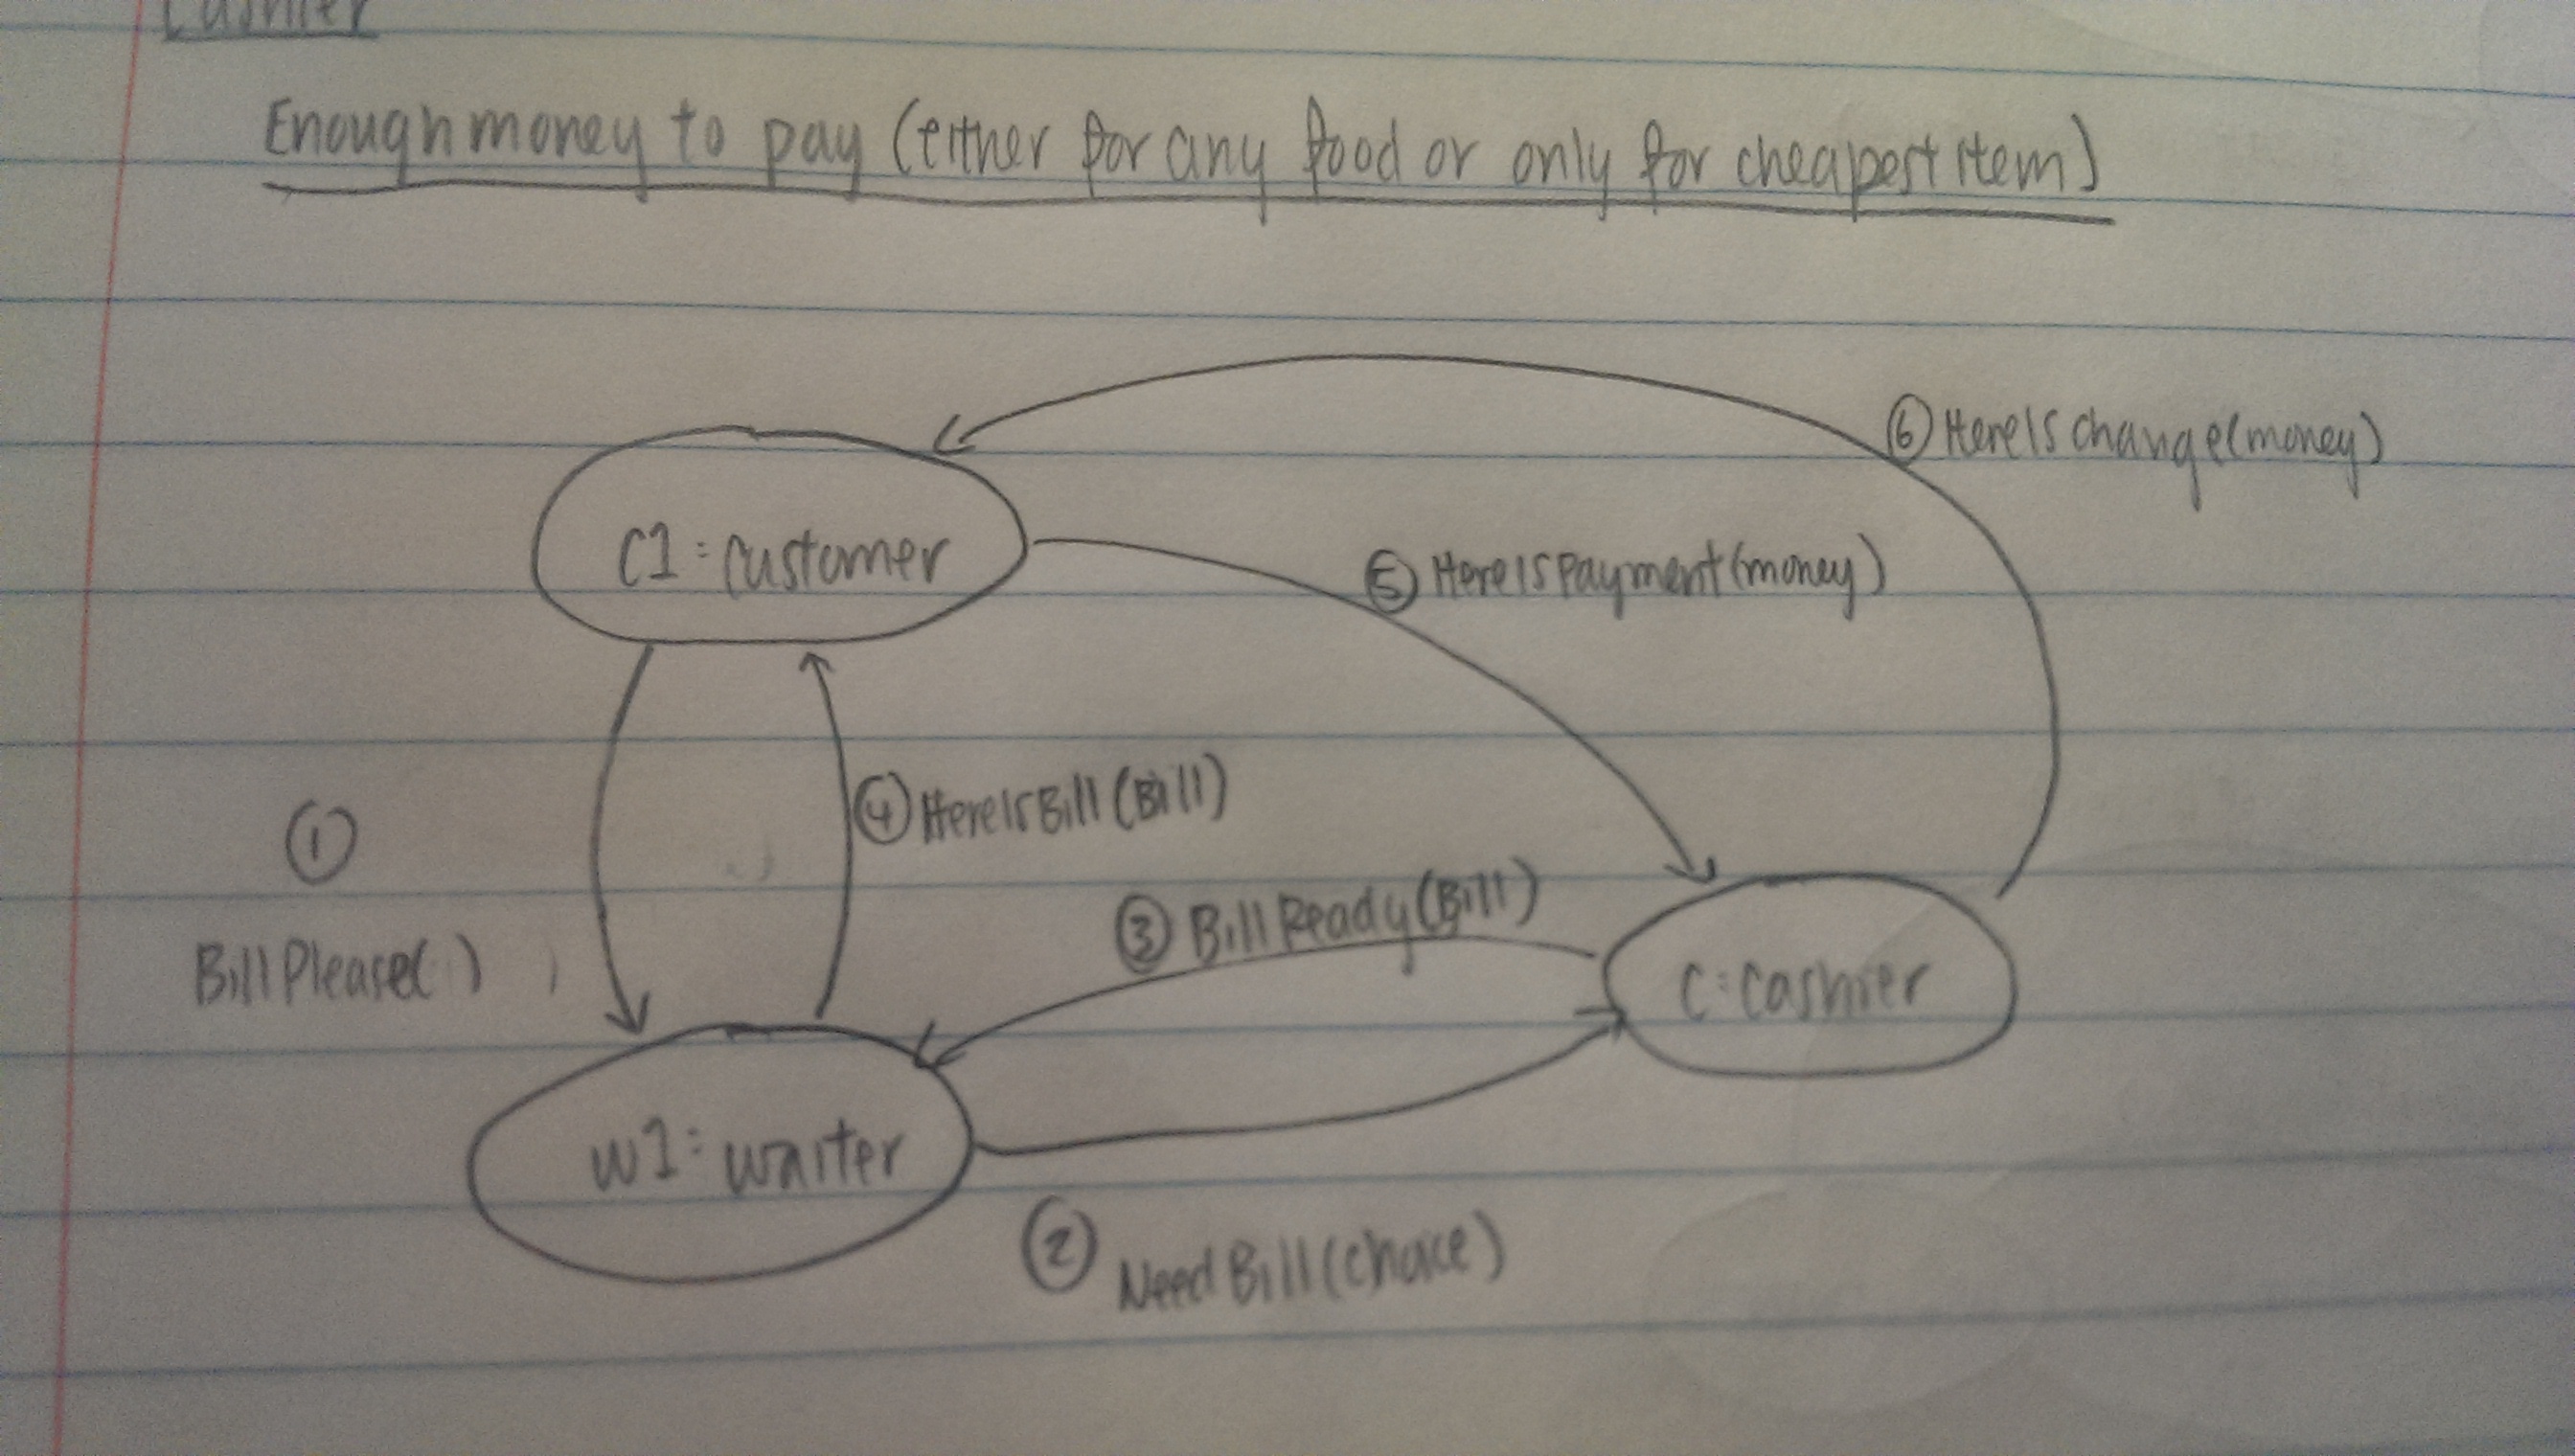 Cashier
Enough money to pay (either for any food or only for cheapest item)
⑥ HereIsChange(money)
C1: customer
⑤ HereIsPayment(money)
④ HereIsBill(Bill)
①
BillPlease( )
③ BillReady(Bill)
C: cashier
W1: waiter
② NeedBill(choice)